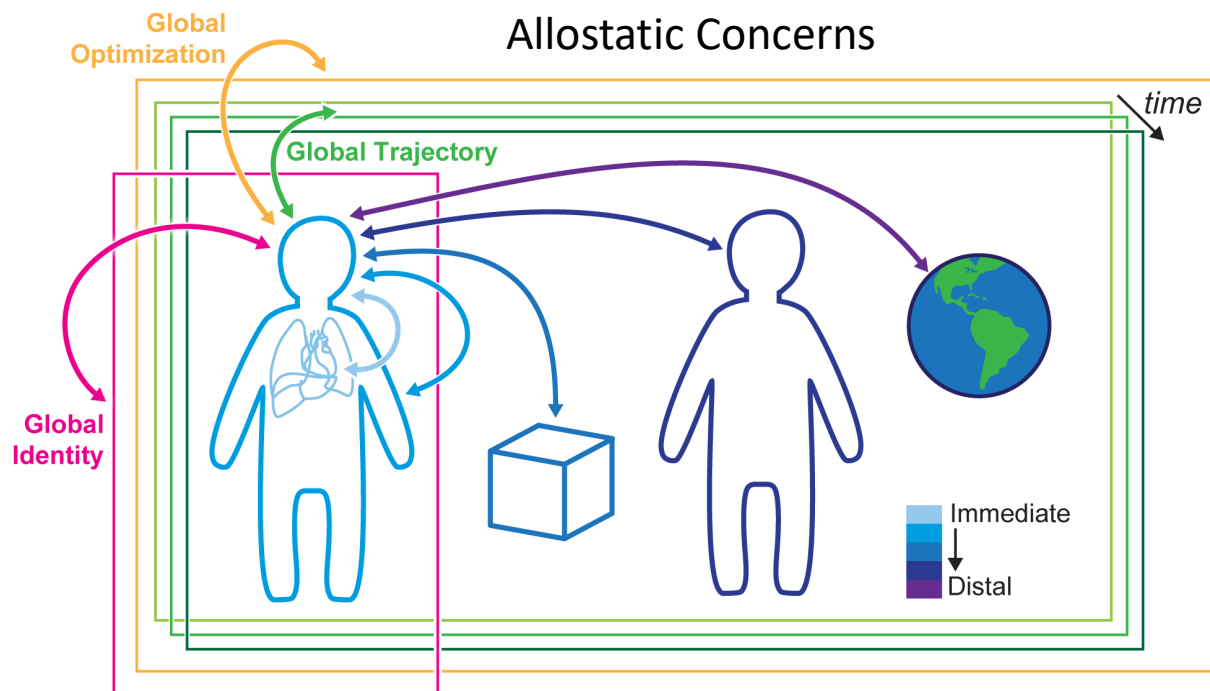 Global
Optimization
Allostatic Concerns
time
Global Trajectory
Global
Identity
Immediate
Distal